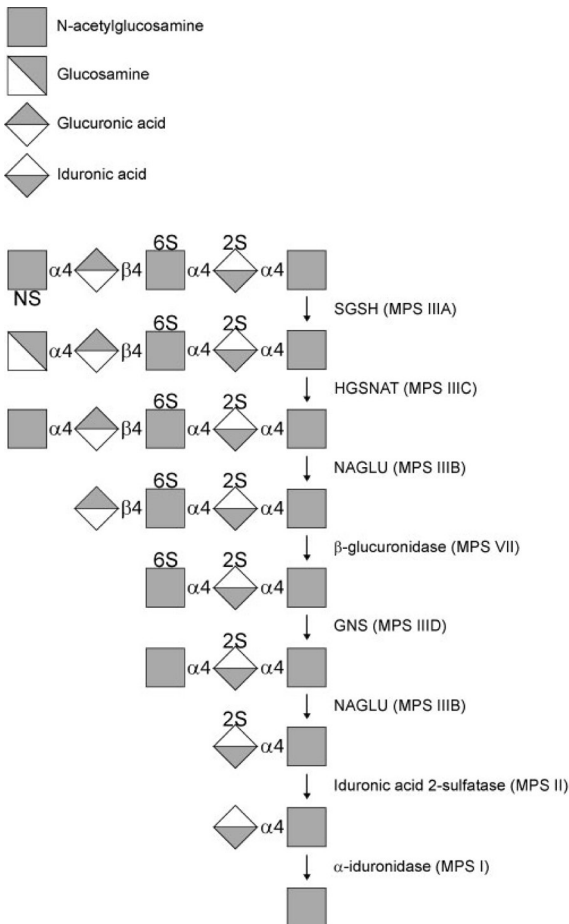 N-acetylglucosamine
Glucosamine
Glucuronic acid
Iduronic acid
6S 2S
α4 β4 α4 α4
NS
SGSH (MPS IIIA)
6S 2S
α4 β4 α4 α4
HGSNAT (MPS IIIC)
6S 2S
α4 β4 α4 α4
NAGLU (MPS IIIB)
6S 2S
β4 α4 α4
β-glucuronidase (MPS VII)
6S 2S
α4 α4
GNS (MPS IIID)
2S
α4 α4
NAGLU (MPS IIIB)
2S
α4
Iduronic acid 2-sulfatase (MPS II)
α4
α-iduronidase (MPS I)